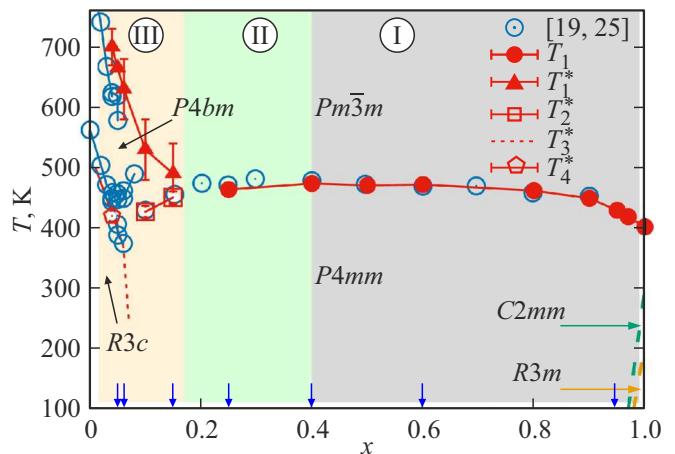 III
II
I
[19, 25]
T₁
T₁*
T₂*
T₃*
T₄*
P4bm
Pm3̅m
P4mm
C2mm
R3c
R3m
T, K
700
600
500
400
300
200
100
0
0.2
0.4
0.6
0.8
1.0
x